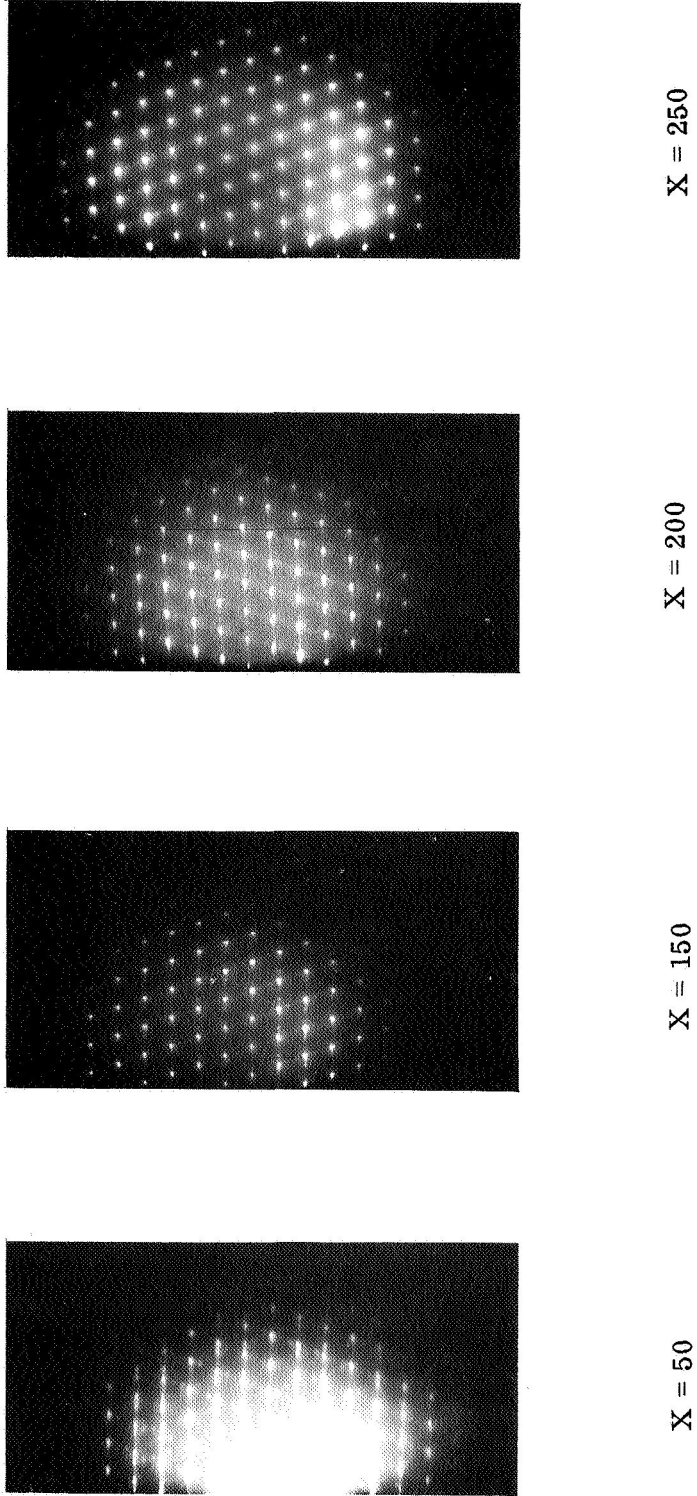 X = 50
X = 150
X = 200
X = 250